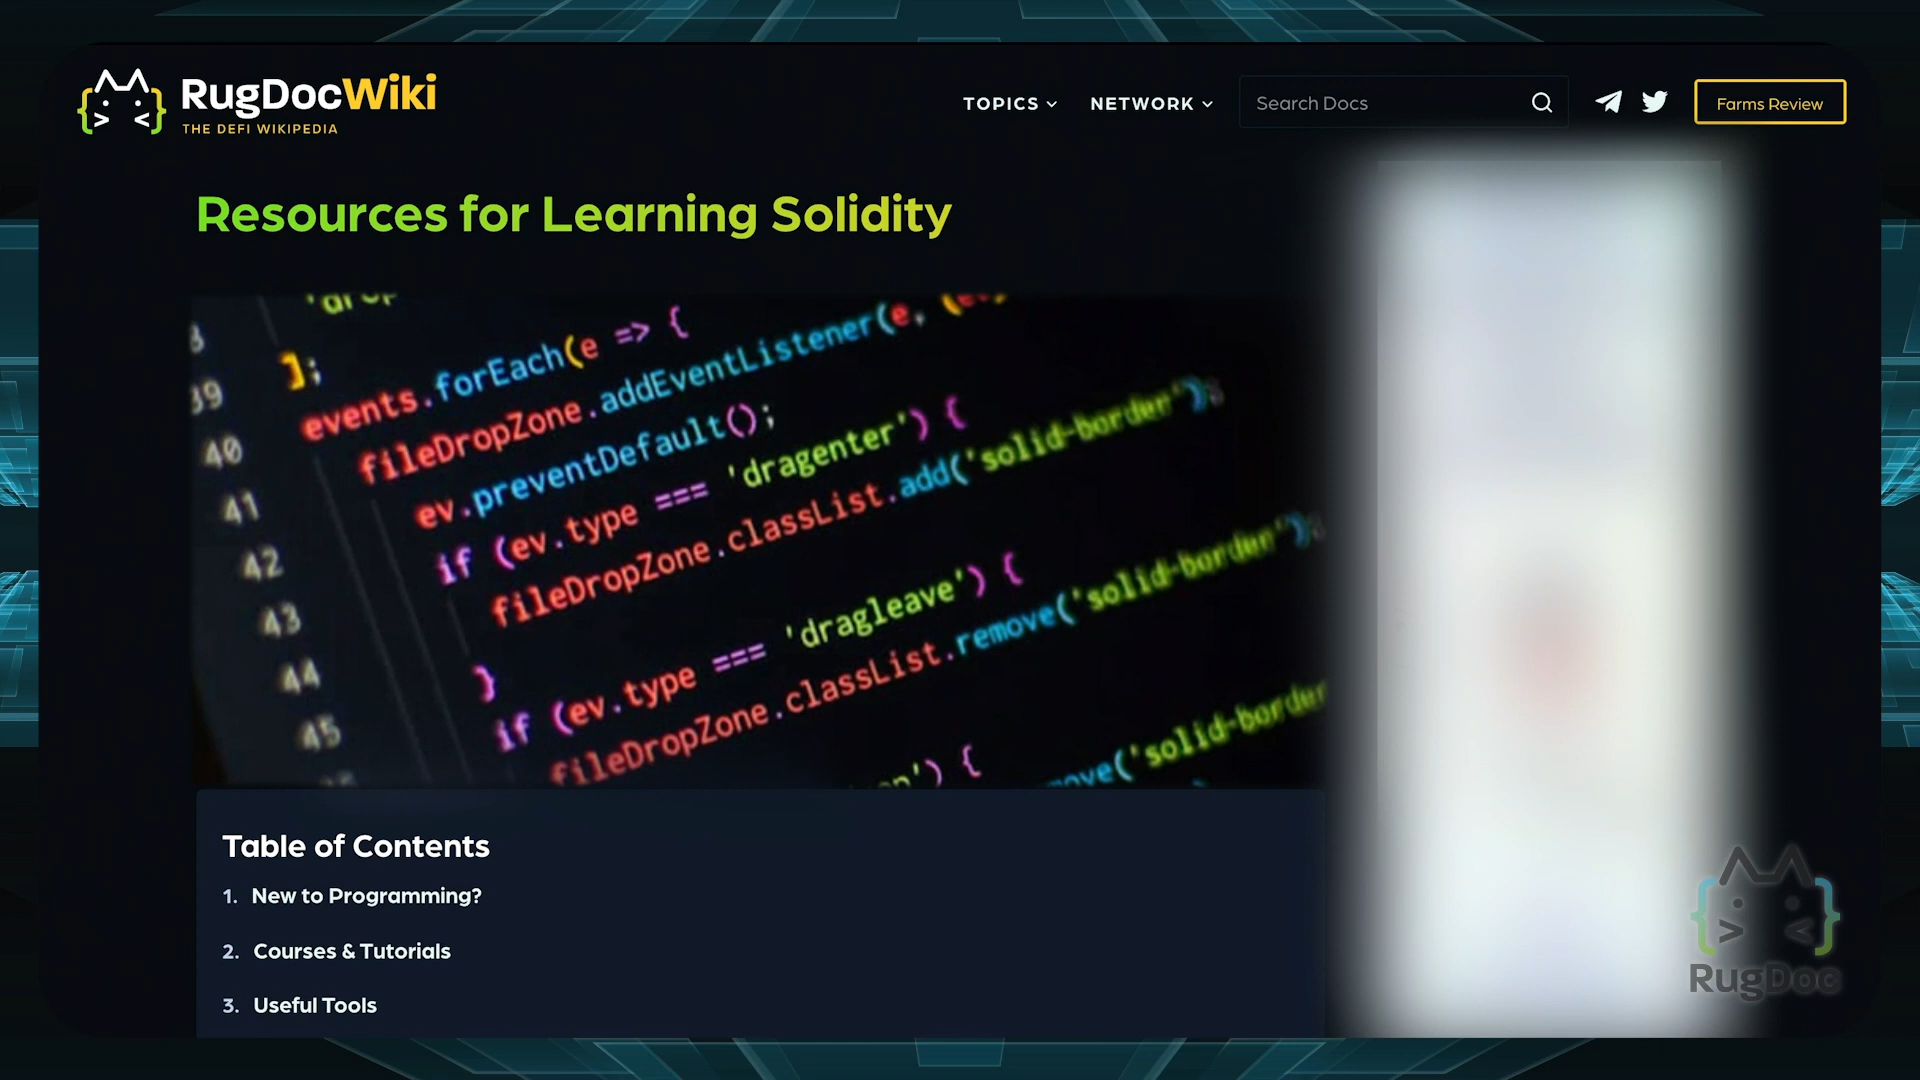 RugDocWiki
THE DEFI WIKIPEDIA
TOPICS
NETWORK
Search Docs
Farms Review
Resources for Learning Solidity
39
];
40
events.forEach(e => {
41
fileDropZone.addEventListener(e,
42
ev.preventDefault();
43
if (ev.type === 'dragenter') {
44
fileDropZone.classList.add('solid-border');
45
}
if (ev.type === 'dragleave') {
fileDropZone.classList.remove('solid-border');
') {
move('solid-border
Table of Contents
1. New to Programming?
2. Courses & Tutorials
3. Useful Tools
RugDoc